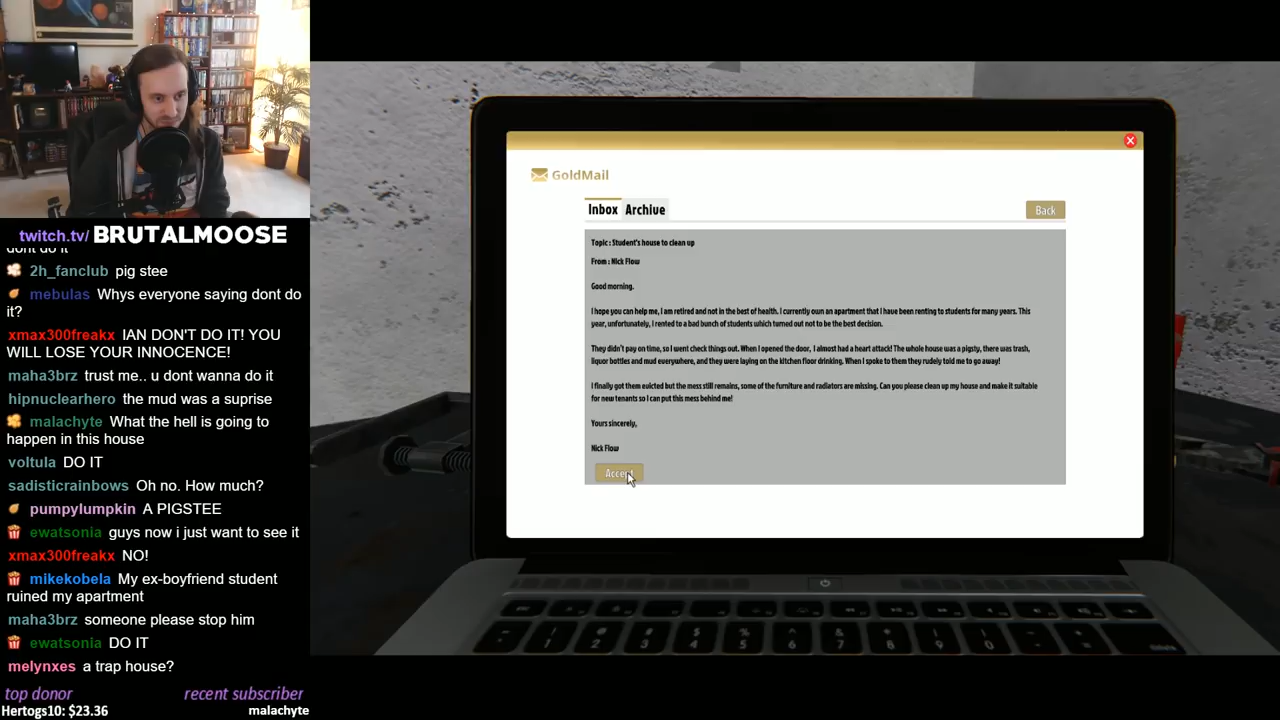 twitch.tv/ BRUTALMOOSE
dont do it
2h_fanclub pig stee
mebulas Whys everyone saying dont do
it?
xmax300freakx IAN DON'T DO IT! YOU
WILL LOSE YOUR INNOCENCE!
maha3brz trust me.. u dont wanna do it
hipnuclearhero the mud was a suprise
malachyte What the hell is going to
happen in this house
voltula DO IT
sadisticrainbows Oh no. How much?
pumpylumpkin A PIGSTEE
ewatsonia guys now i just want to see it
xmax300freakx NO!
mikekobela My ex-boyfriend student
ruined my apartment
maha3brz someone please stop him
ewatsonia DO IT
melynxes a trap house?
top donor recent subscriber
Hertogs10: $23.36 malachyte
GoldMail
Inbox Archive
Back
Topic : Student's house to clean up
From : Nick Flow
Good morning.
I hope you can help me, I am retired and not in the best of health. I currently own an apartment that I have been renting to students for many years. This
year, unfortunately, I rented to a bad bunch of students which turned out not to be the best decision.
They didn't pay on time, so I went check things out. When I opened the door, I almost had a heart attack! The whole house was a pigsty, there was trash,
liquor bottles and mud everywhere, and they were laying on the kitchen floor drinking. When I spoke to them they rudely told me to go away!
I finally got them evicted but the mess still remains, some of the furniture and radiators are missing. Can you please clean up my house and make it suitable
for new tenants so I can put this mess behind me!
Yours sincerely,
Nick Flow
Accept